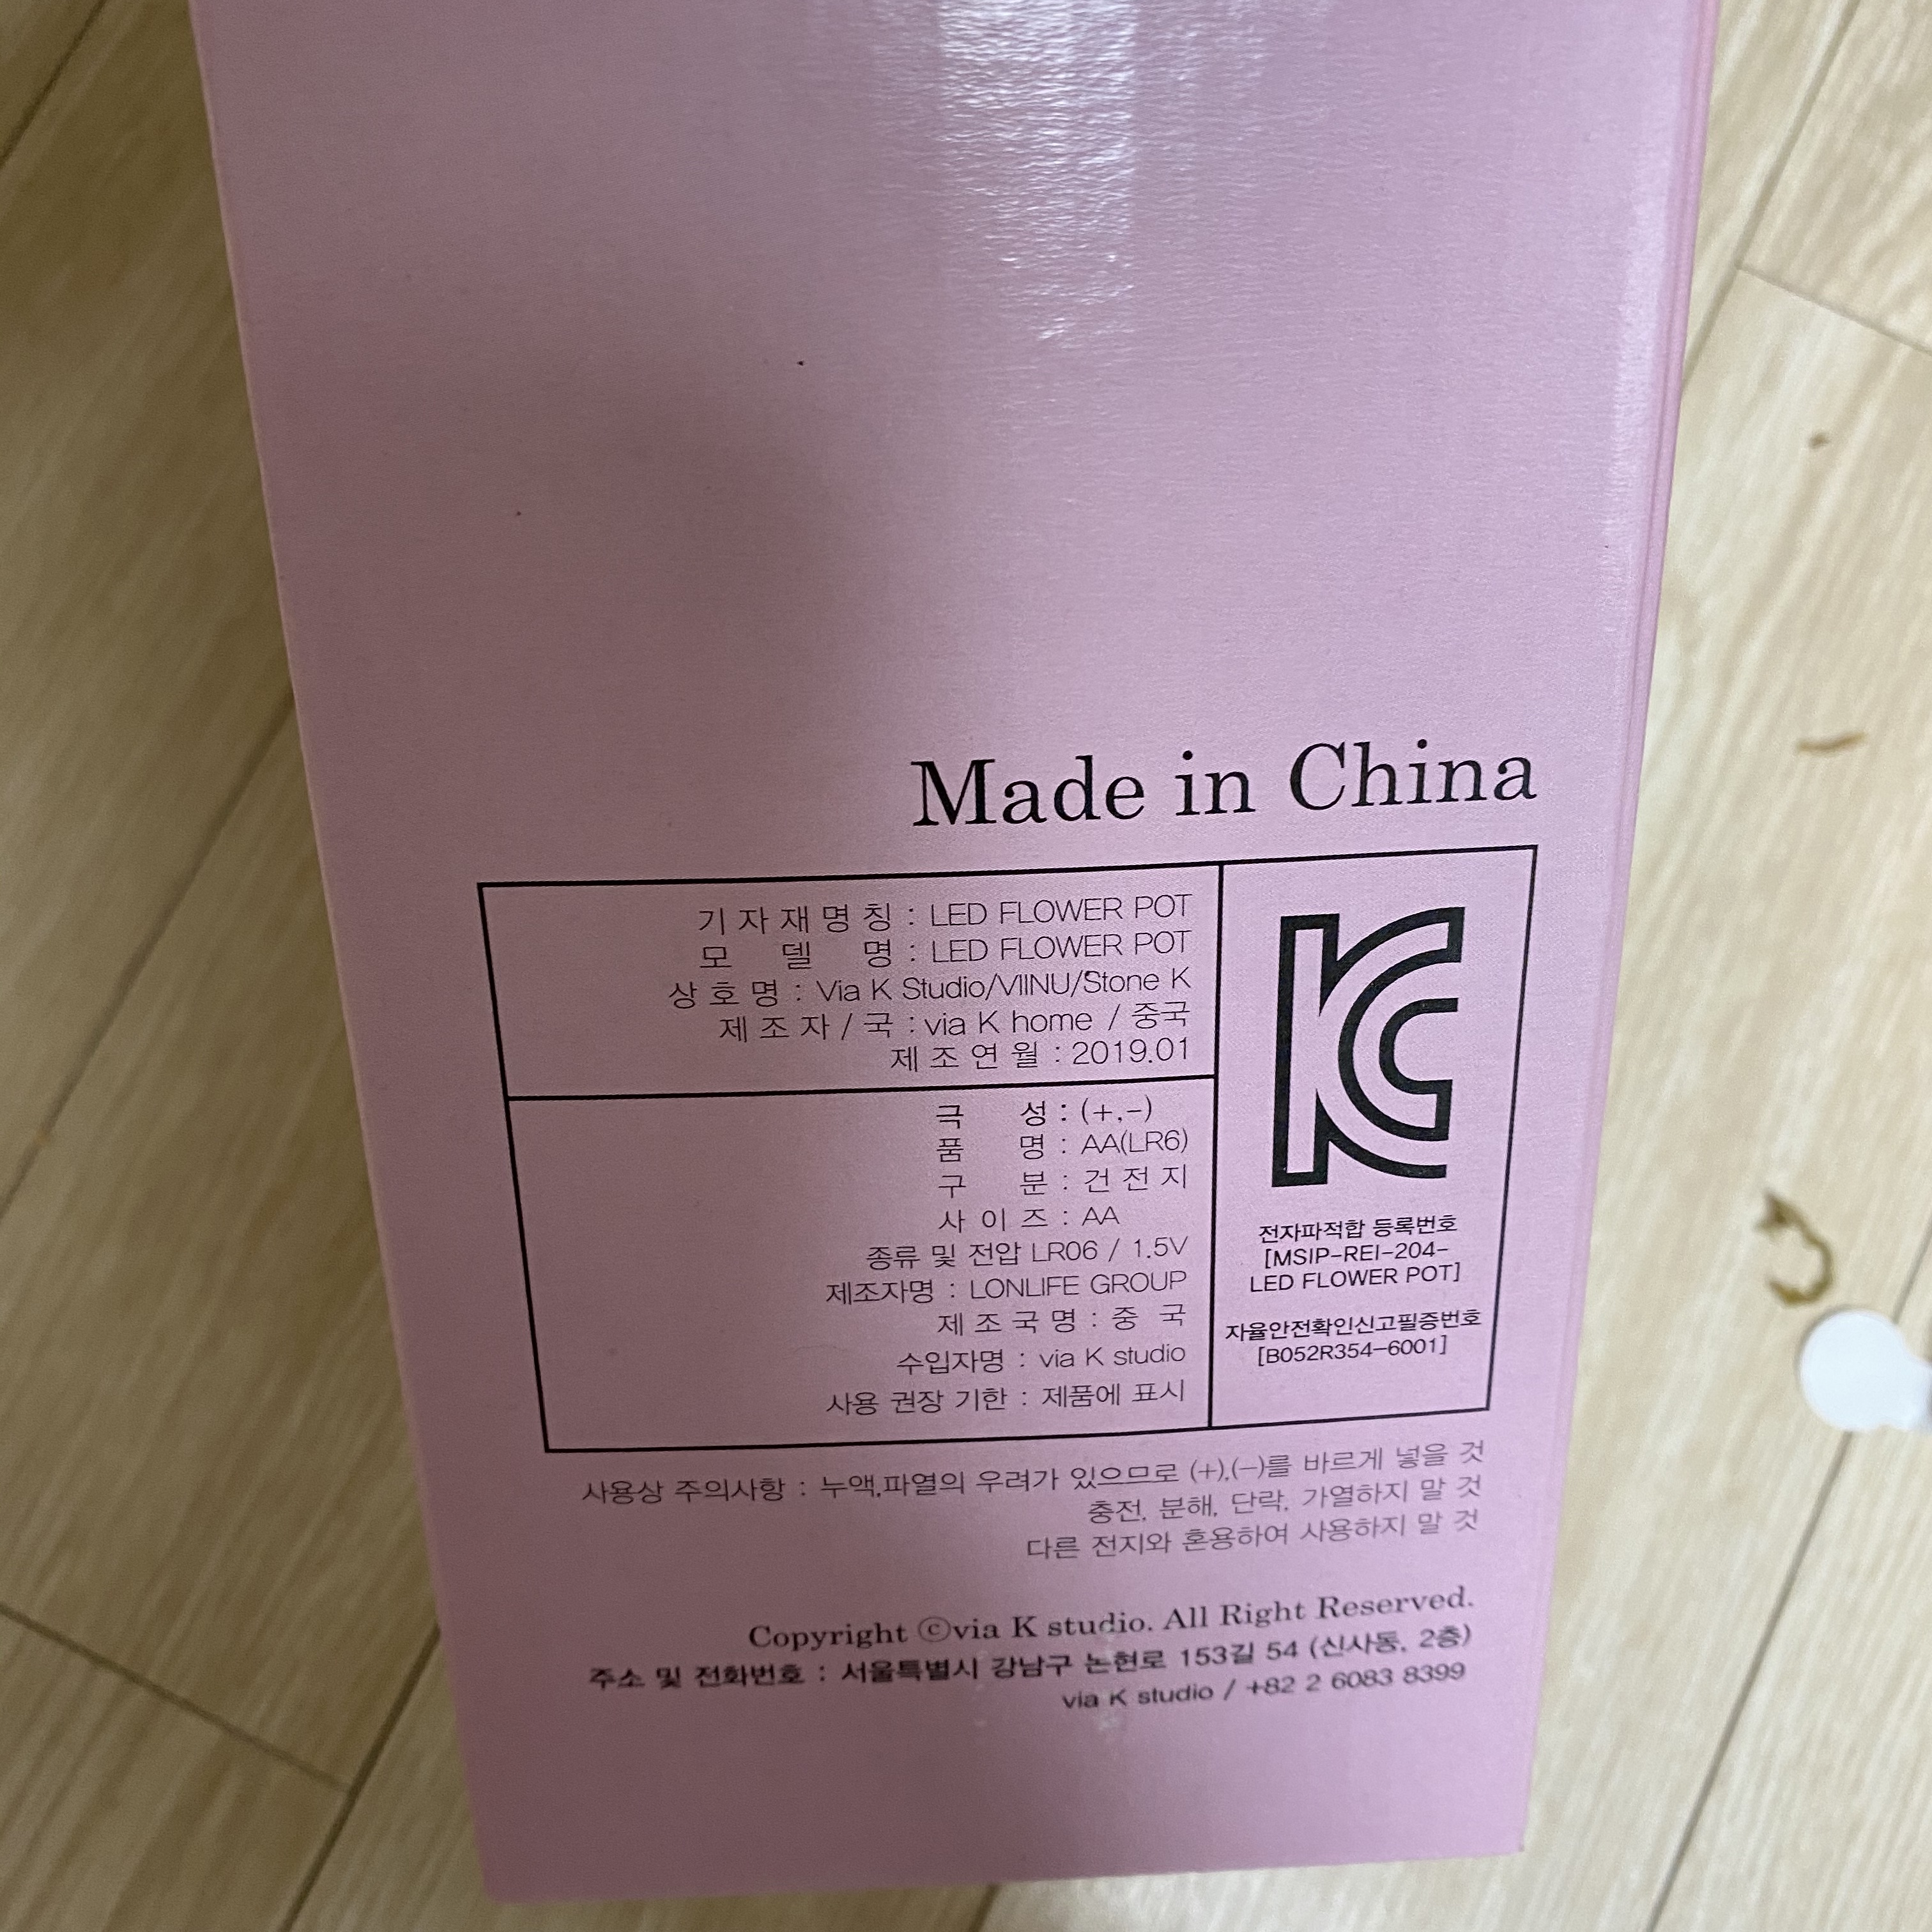 Made in China
기자재명칭 : LED FLOWER POT
모 델 명 : LED FLOWER POT
상호명 : Via K Studio/VIINU/Stone K
제조자/국 : via K home / 중국
제조연월 : 2019.01
극 성 : (+,-)
품 명 : AA(LR6)
구 분 : 건전지
사이즈 : AA
종류 및 전압 LR06 / 1.5V
제조자명 : LONLIFE GROUP
제조국명 : 중 국
수입자명 : via K studio
사용 권장 기한 : 제품에 표시
KC
전자파적합 등록번호
[MSIP-REI-204-
LED FLOWER POT]
자율안전확인신고필증번호
[B052R354-6001]
사용상 주의사항 : 누액,파열의 우려가 있으므로 (+),(-)를 바르게 넣을 것
충전, 분해, 단락, 가열하지 말 것
다른 전지와 혼용하여 사용하지 말 것
Copyright ⓒvia K studio. All Right Reserved.
주소 및 전화번호 : 서울특별시 강남구 논현로 153길 54 (신사동, 2층)
via K studio / +82 2 6083 8399